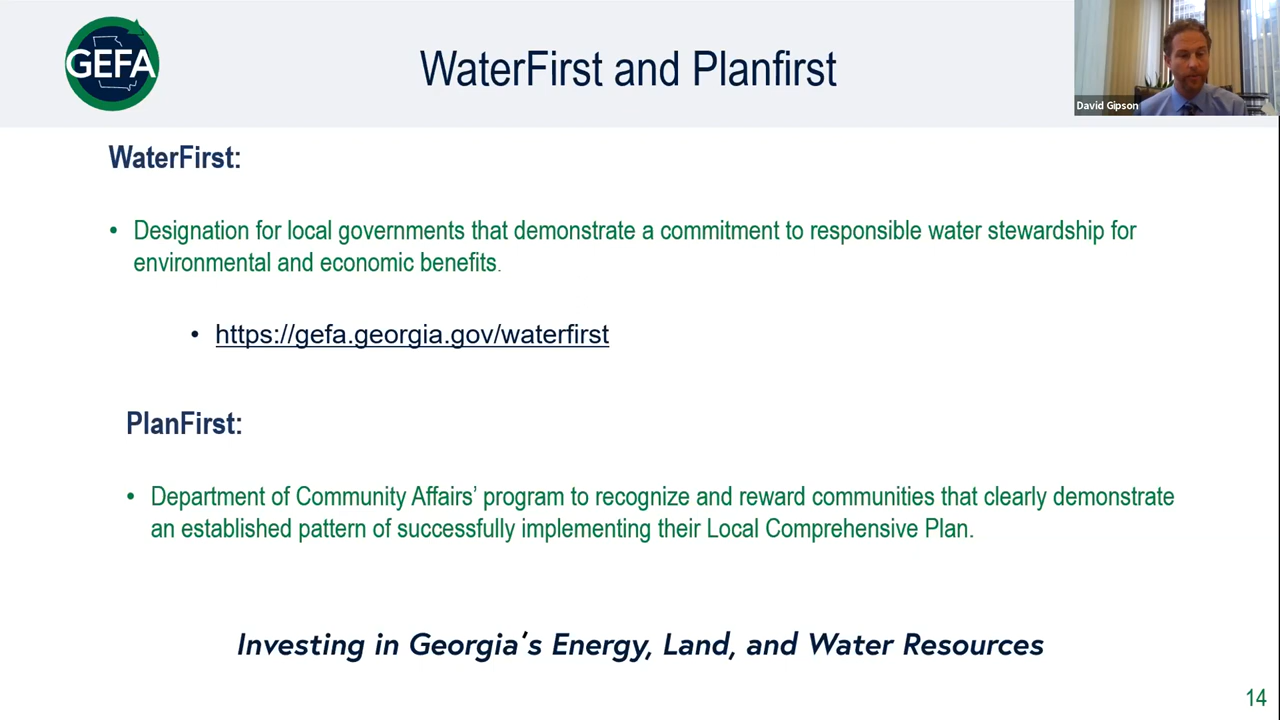 GEFA
WaterFirst and Planfirst
David Gipson
WaterFirst:
• Designation for local governments that demonstrate a commitment to responsible water stewardship for
environmental and economic benefits.
• https://gefa.georgia.gov/waterfirst
PlanFirst:
• Department of Community Affairs’ program to recognize and reward communities that clearly demonstrate
an established pattern of successfully implementing their Local Comprehensive Plan.
Investing in Georgia's Energy, Land, and Water Resources
14